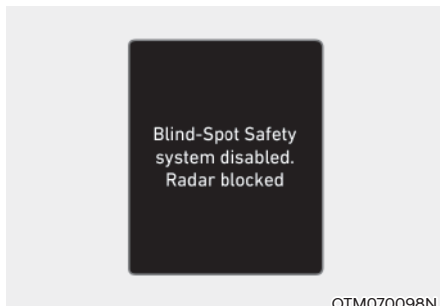 Blind-Spot Safety
system disabled.
Radar blocked
OTM070098N